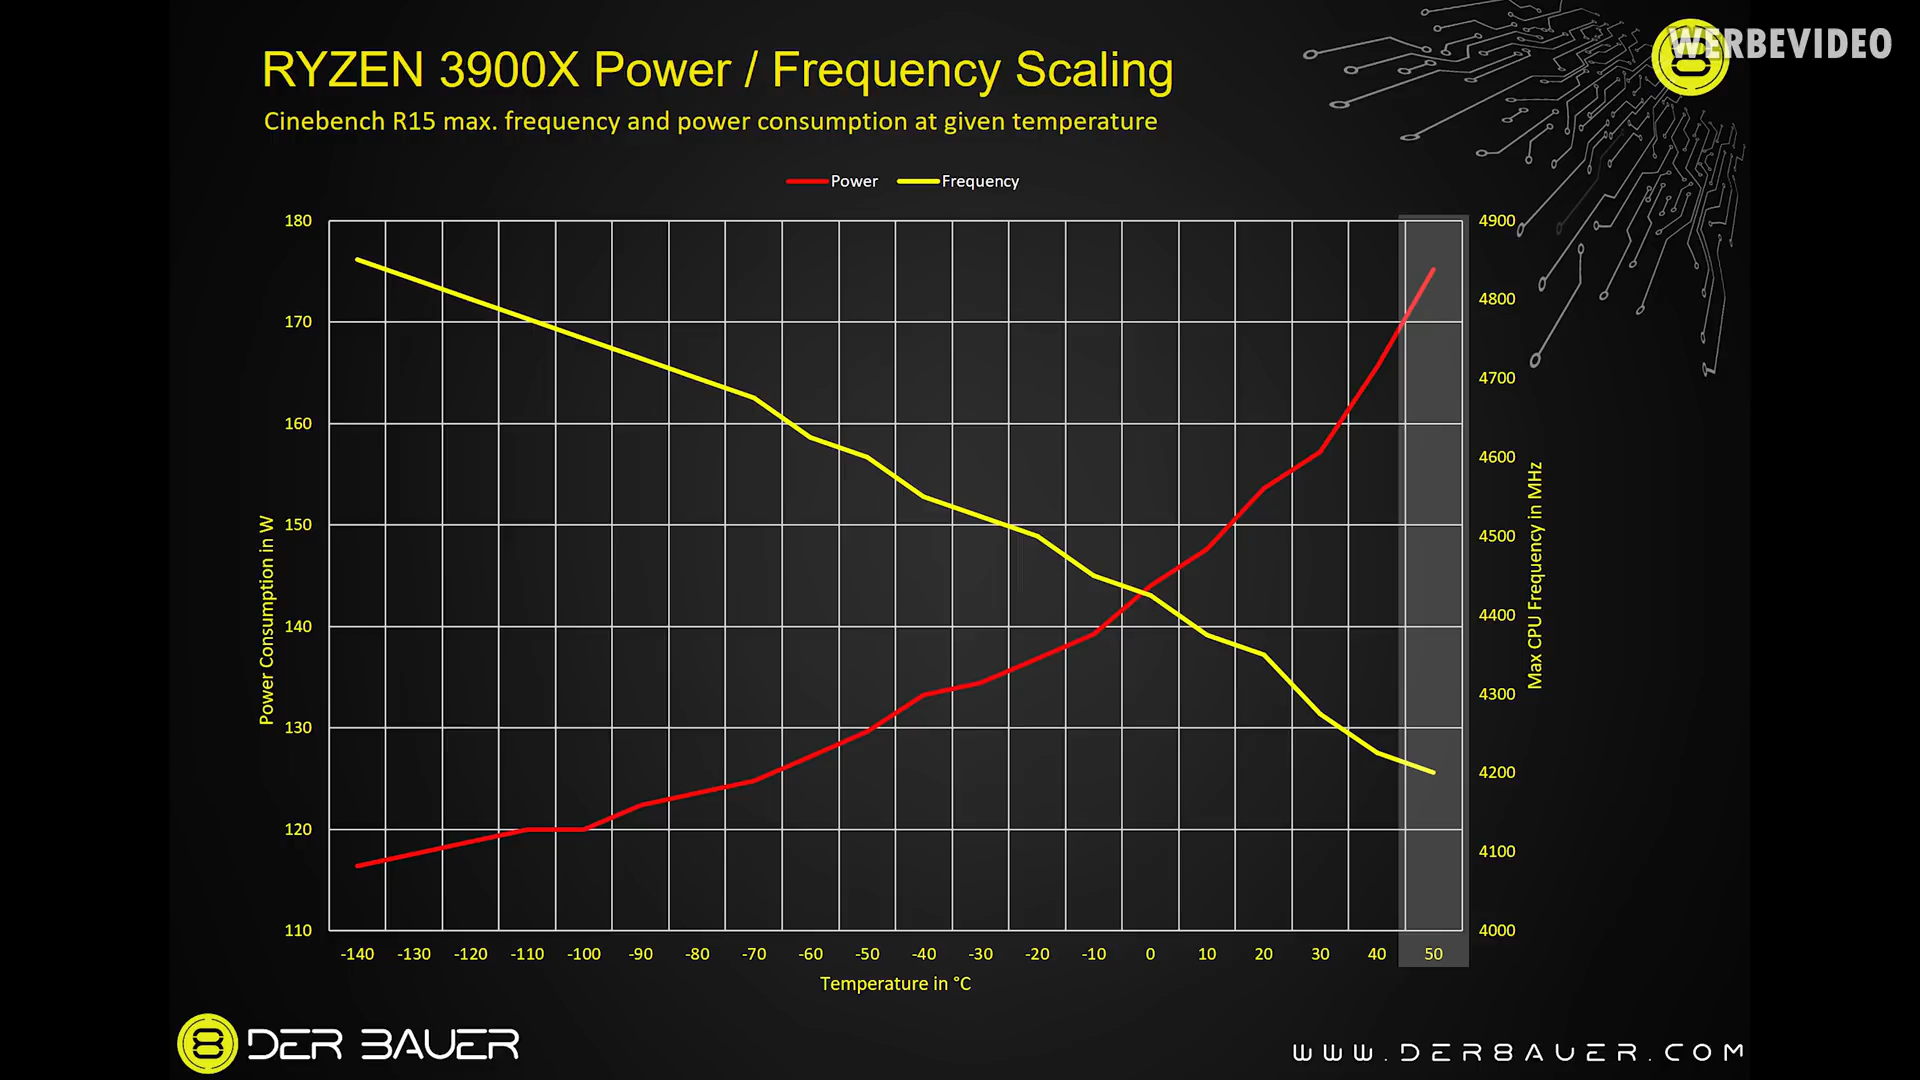 WERBEVIDEO
RYZEN 3900X Power / Frequency Scaling
Cinebench R15 max. frequency and power consumption at given temperature
Power Frequency
180
170
160
150
140
130
120
110
Power Consumption in W
4900
4800
4700
4600
4500
4400
4300
4200
4100
4000
Max CPU Frequency in MHz
-140 -130 -120 -110 -100 -90 -80 -70 -60 -50 -40 -30 -20 -10 0 10 20 30 40 50
Temperature in °C
DER 8AUER
WWW.DER8AUER.COM